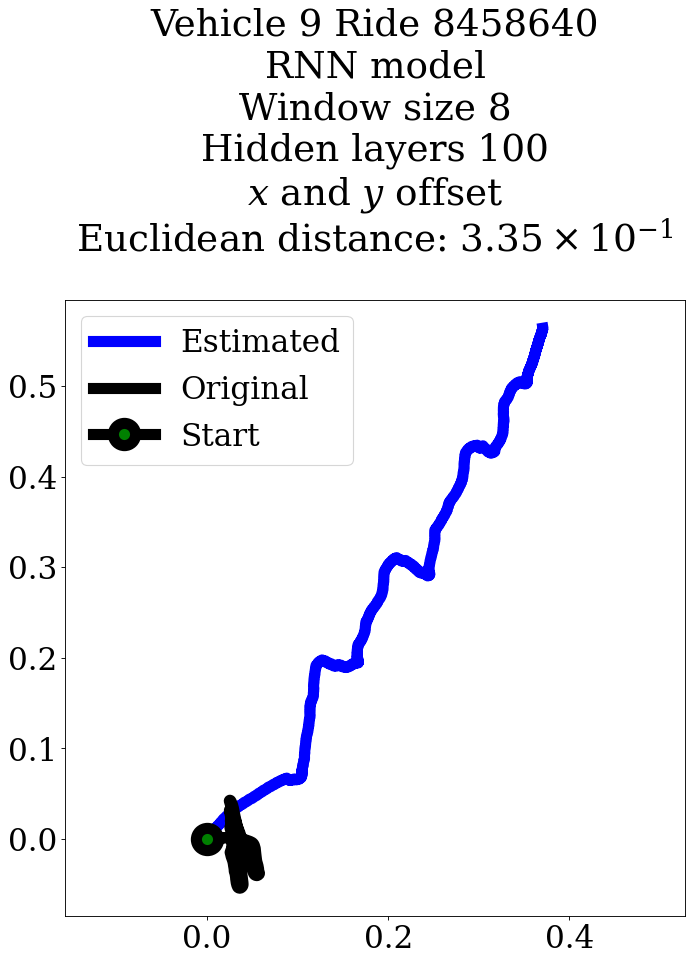 Vehicle 9 Ride 8458640
RNN model
Window size 8
Hidden layers 100
x and y offset
Euclidean distance: 3.35 × 10⁻¹
Estimated
Original
Start
0.5
0.4
0.3
0.2
0.1
0.0
0.0 0.2 0.4